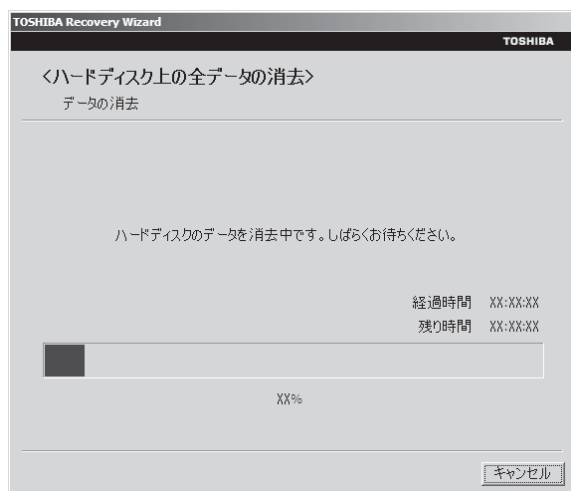 TOSHIBA Recovery Wizard
TOSHIBA
<ハードディスク上の全データの消去>
データの消去
ハードディスクのデータを消去中です。しばらくお待ちください。
経過時間 XX:XX:XX
残り時間 XX:XX:XX
XX%
キャンセル